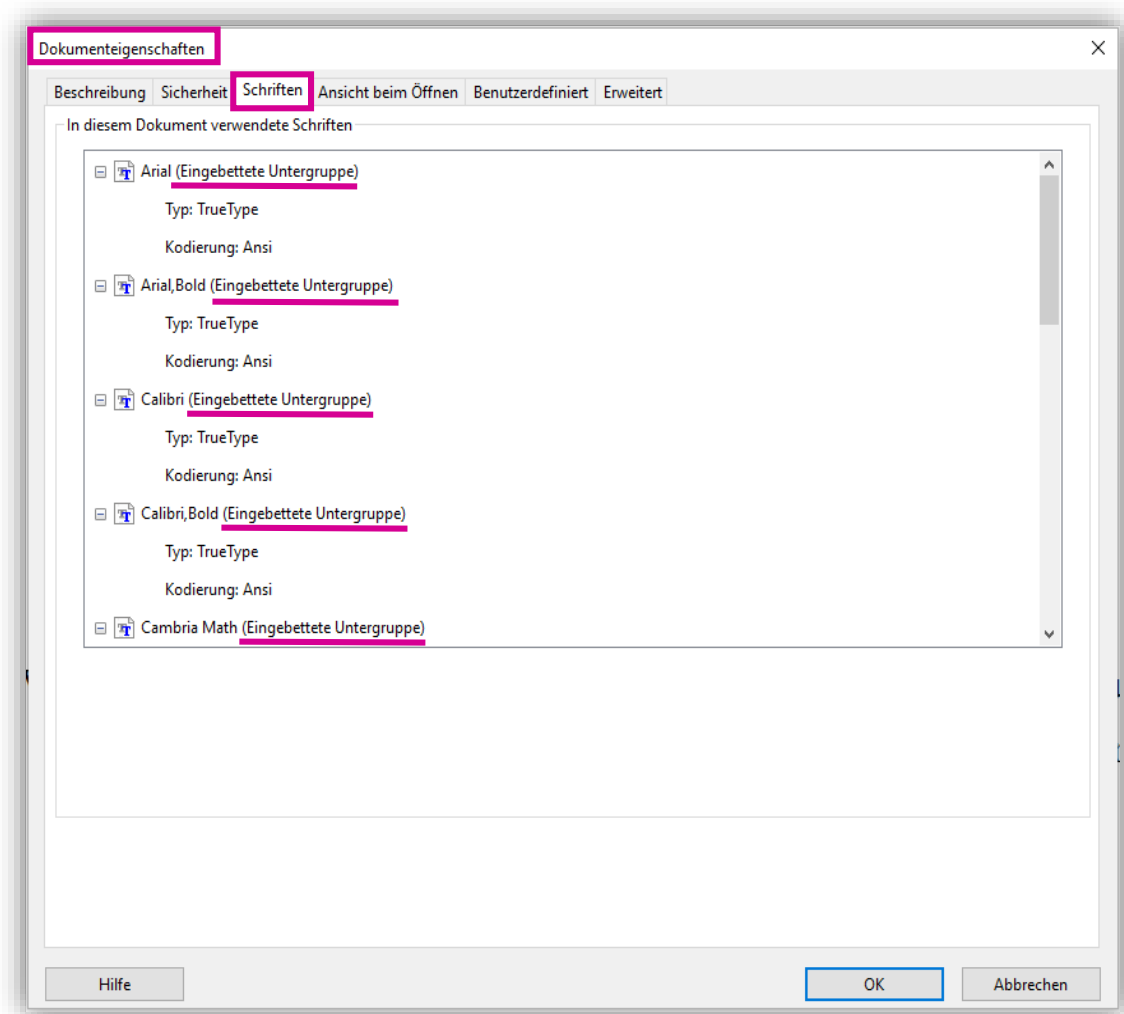 Dokumenteigenschaften
Beschreibung Sicherheit Schriften Ansicht beim Öffnen Benutzerdefiniert Erweitert
In diesem Dokument verwendete Schriften
Arial (Eingebettete Untergruppe)
Typ: TrueType
Kodierung: Ansi
Arial,Bold (Eingebettete Untergruppe)
Typ: TrueType
Kodierung: Ansi
Calibri (Eingebettete Untergruppe)
Typ: TrueType
Kodierung: Ansi
Calibri,Bold (Eingebettete Untergruppe)
Typ: TrueType
Kodierung: Ansi
Cambria Math (Eingebettete Untergruppe)
Hilfe OK Abbrechen